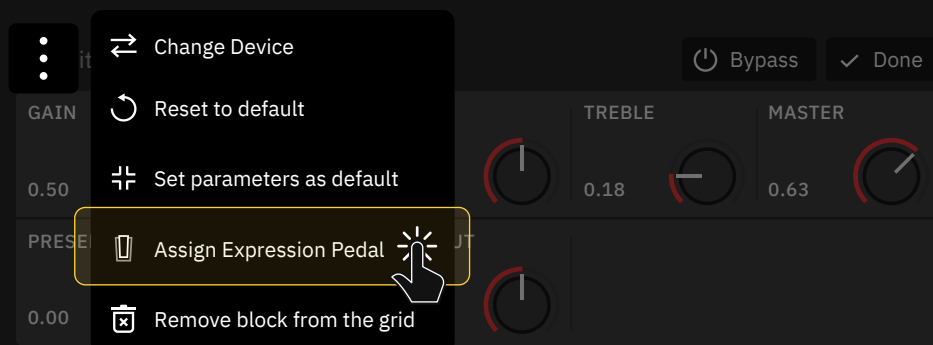 Change Device
Bypass
Done
Reset to default
GAIN
TREBLE
MASTER
Set parameters as default
0.50
0.18
0.63
Assign Expression Pedal
0.00
Remove block from the grid